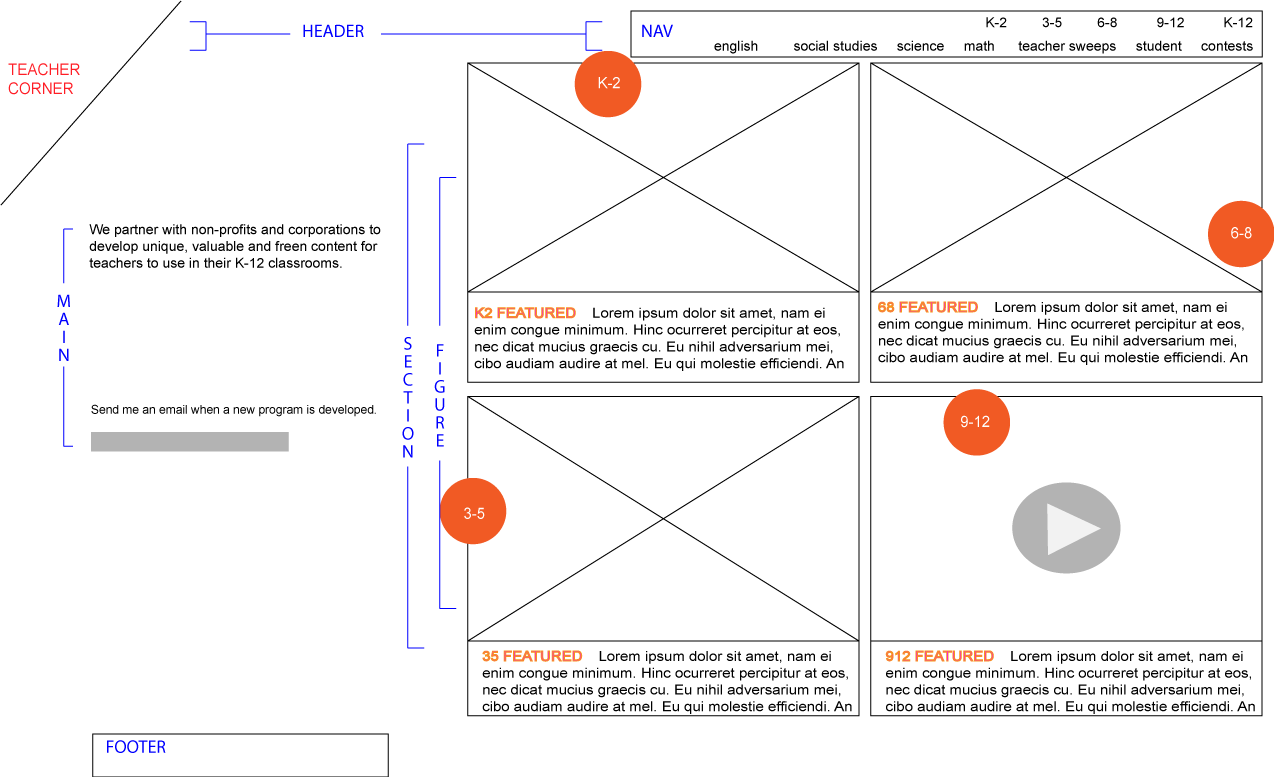 HEADER
NAV
K-2 3-5 6-8 9-12 K-12
english social studies science math teacher sweeps student contests
TEACHER
CORNER
K-2
6-8
We partner with non-profits and corporations to
develop unique, valuable and freen content for
teachers to use in their K-12 classrooms.
MAIN
Send me an email when a new program is developed.
SECTION
FIGURE
K2 FEATURED Lorem ipsum dolor sit amet, nam ei
enim congue minimum. Hinc ocurreret percipitur at eos,
nec dicat mucius graecis cu. Eu nihil adversarium mei,
cibo audiam audire at mel. Eu qui molestie efficiendi. An
68 FEATURED Lorem ipsum dolor sit amet, nam ei
enim congue minimum. Hinc ocurreret percipitur at eos,
nec dicat mucius graecis cu. Eu nihil adversarium mei,
cibo audiam audire at mel. Eu qui molestie efficiendi. An
3-5
9-12
35 FEATURED Lorem ipsum dolor sit amet, nam ei
enim congue minimum. Hinc ocurreret percipitur at eos,
nec dicat mucius graecis cu. Eu nihil adversarium mei,
cibo audiam audire at mel. Eu qui molestie efficiendi. An
912 FEATURED Lorem ipsum dolor sit amet, nam ei
enim congue minimum. Hinc ocurreret percipitur at eos,
nec dicat mucius graecis cu. Eu nihil adversarium mei,
cibo audiam audire at mel. Eu qui molestie efficiendi. An
FOOTER